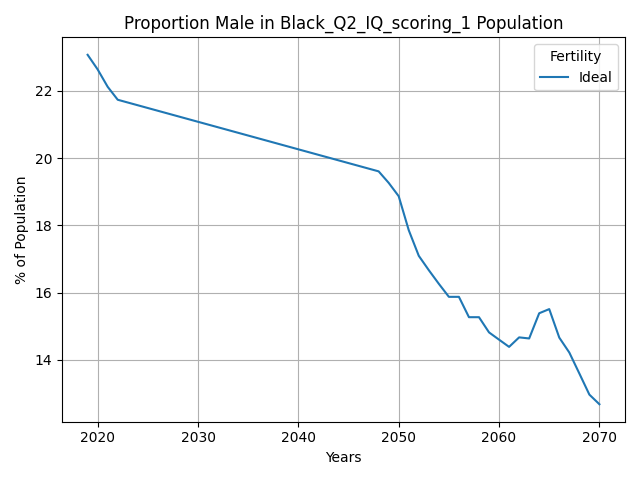 Proportion Male in Black_Q2_IQ_scoring_1 Population
Fertility
Ideal
% of Population
22
20
18
16
14
2020 2030 2040 2050 2060 2070
Years